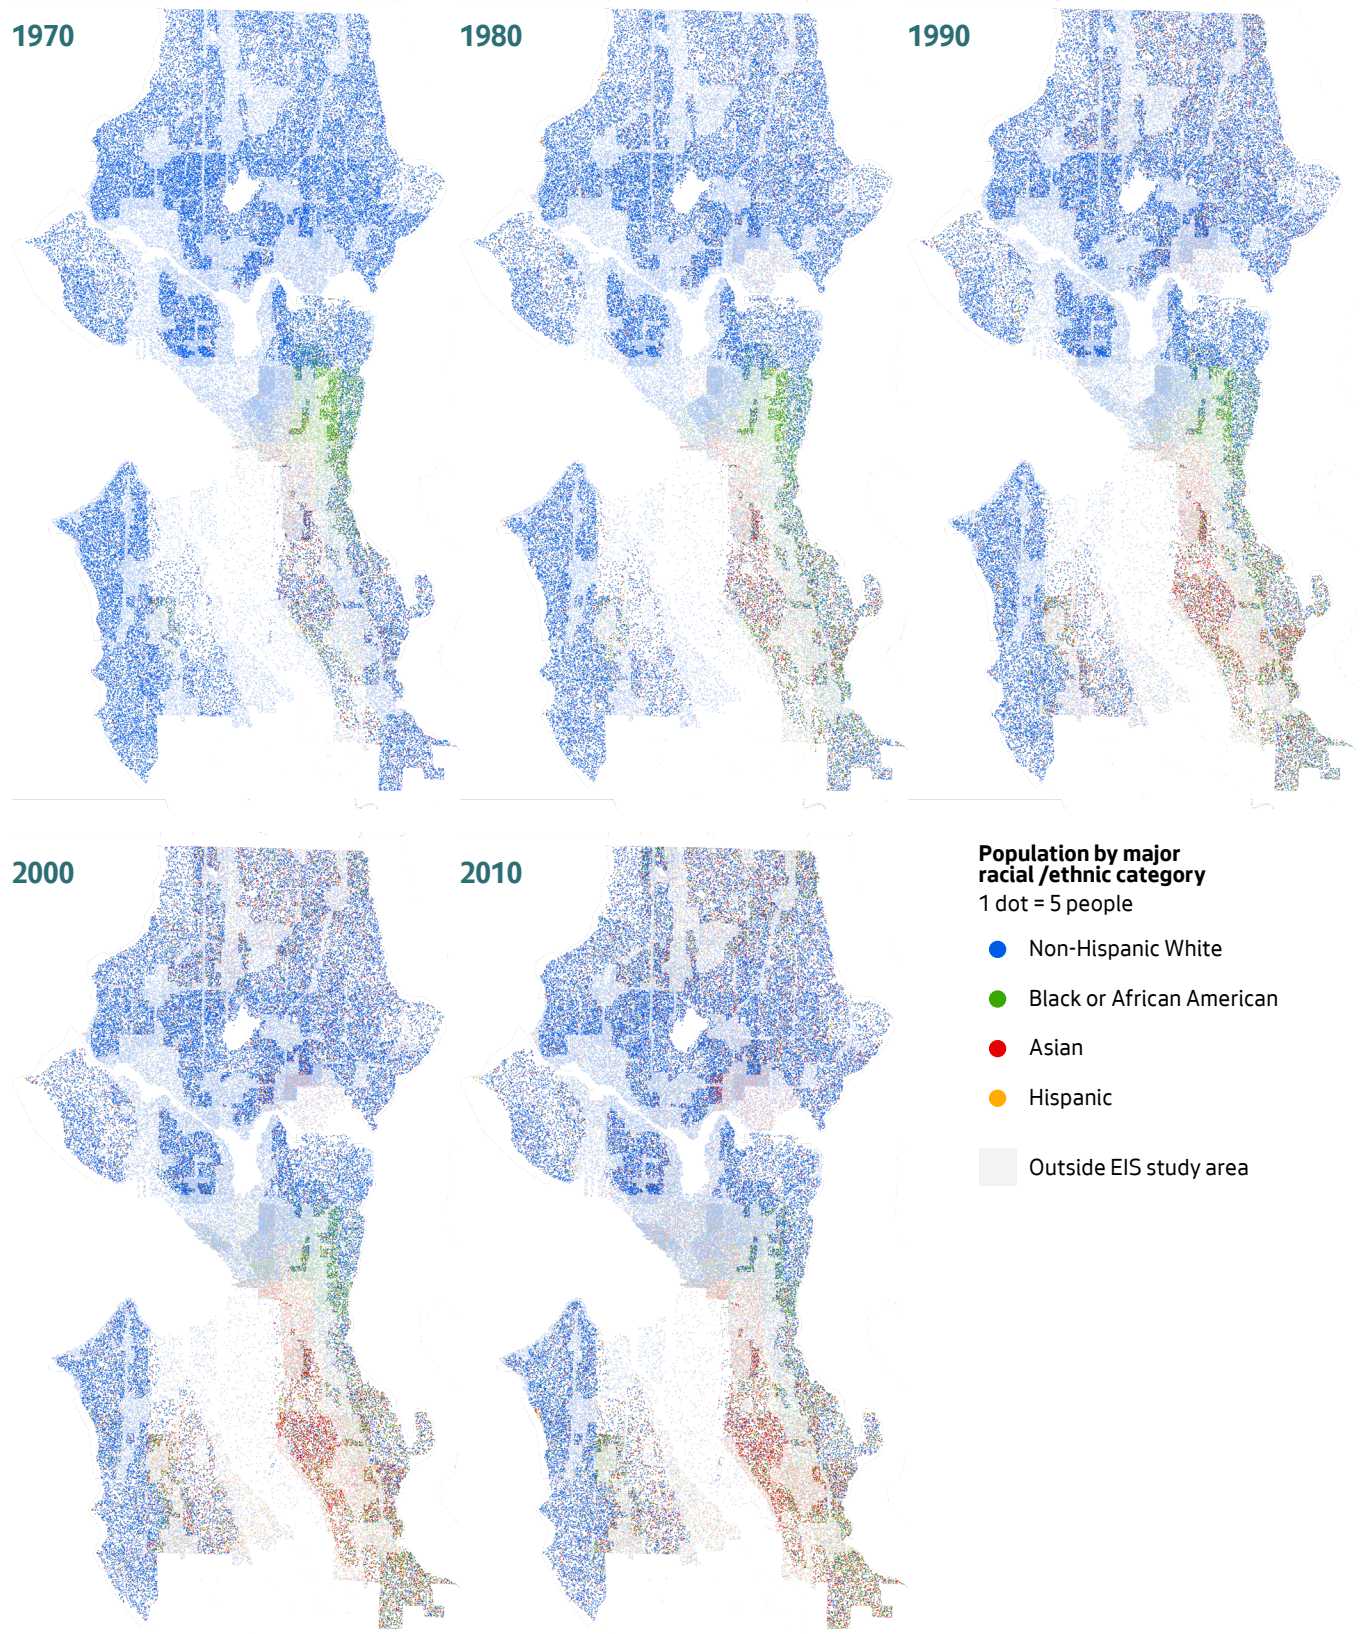 1970
1980
1990
2000
2010
Population by major
racial /ethnic category
1 dot = 5 people
Non-Hispanic White
Black or African American
Asian
Hispanic
Outside EIS study area